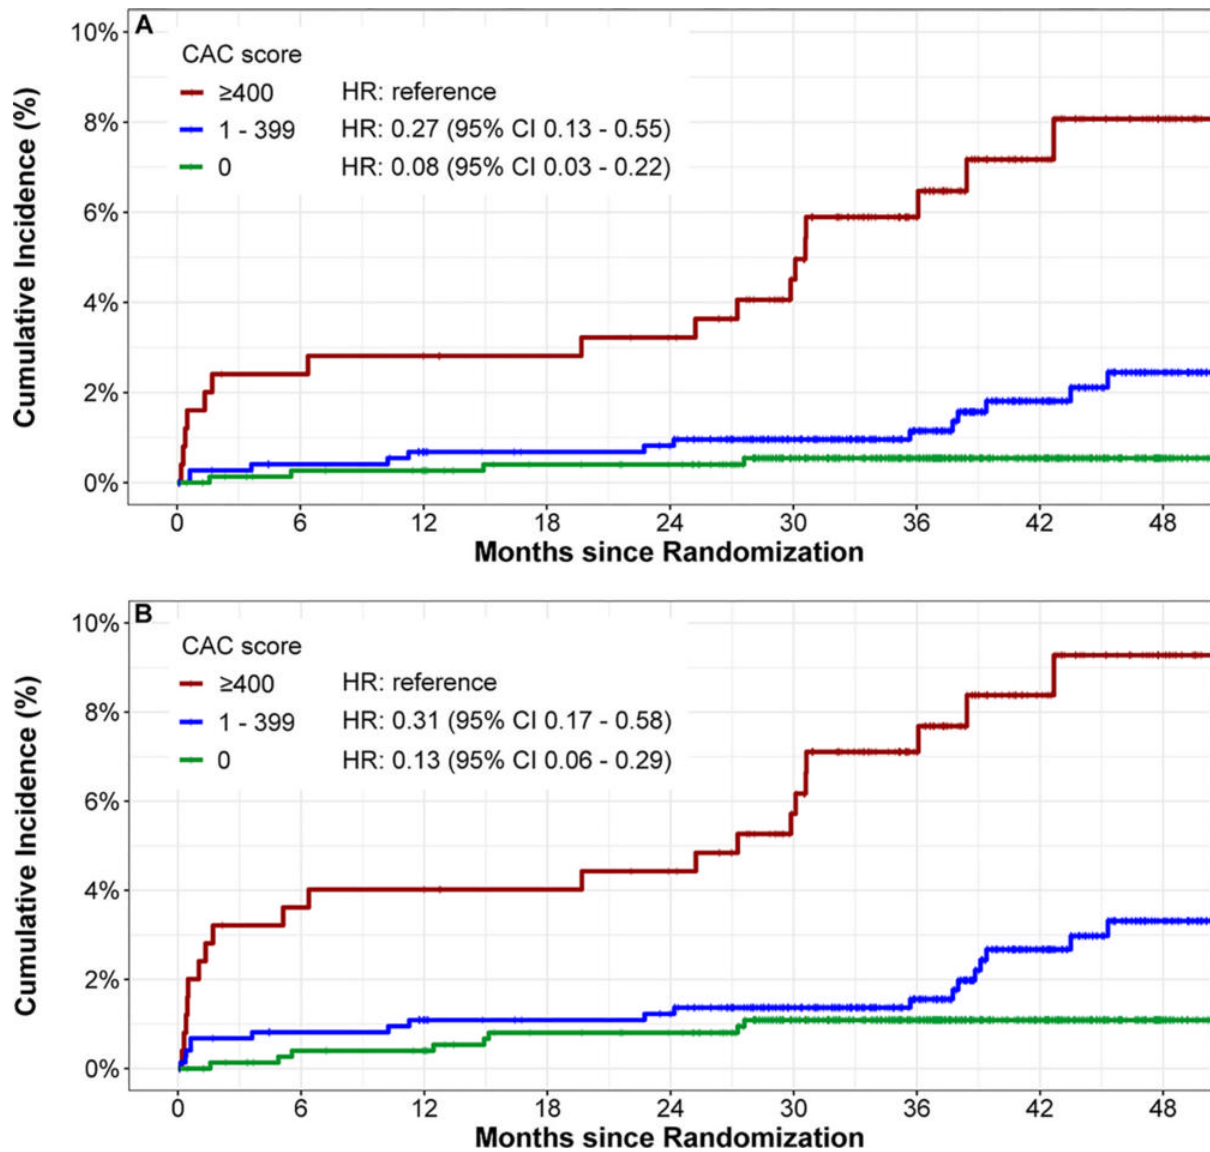 A
10%
8%
6%
4%
2%
0%
Cumulative Incidence (%)
CAC score
≥400 HR: reference
1 - 399 HR: 0.27 (95% CI 0.13 - 0.55)
0 HR: 0.08 (95% CI 0.03 - 0.22)
0 6 12 18 24 30 36 42 48
Months since Randomization
B
10%
8%
6%
4%
2%
0%
Cumulative Incidence (%)
CAC score
≥400 HR: reference
1 - 399 HR: 0.31 (95% CI 0.17 - 0.58)
0 HR: 0.13 (95% CI 0.06 - 0.29)
0 6 12 18 24 30 36 42 48
Months since Randomization